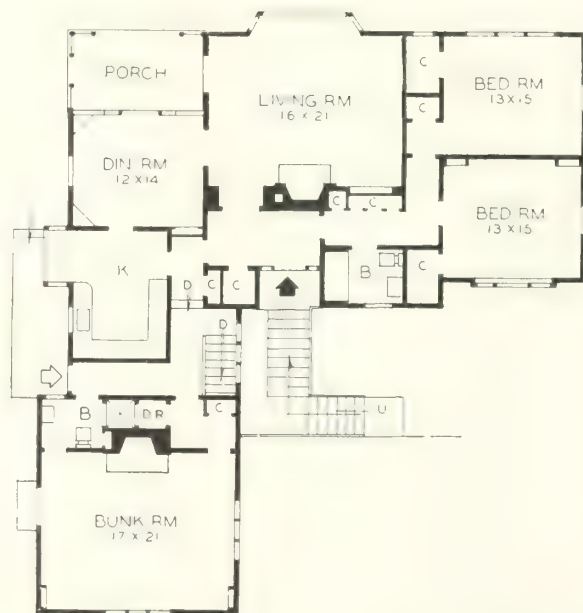 PORCH
LIVING RM
16 X 21
C
BED RM
13 X 15
C
DIN RM
12 X 14
BED RM
13 X 15
C
C
K
B
C
D
C
C
D
U
B
D R
C
BUNK RM
17 X 21